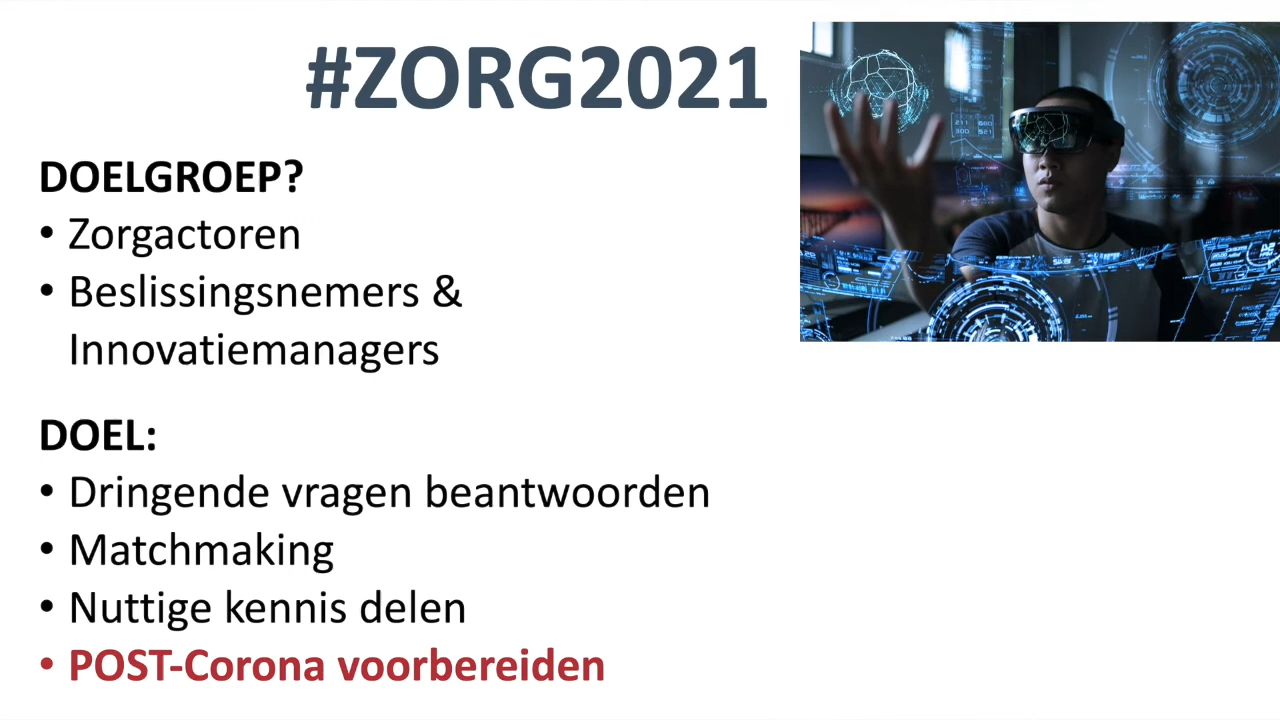 #ZORG2021
DOELGROEP?
• Zorgactoren
• Beslissingsnemers &
Innovatiemanagers
DOEL:
• Dringende vragen beantwoorden
• Matchmaking
• Nuttige kennis delen
• POST-Corona voorbereiden